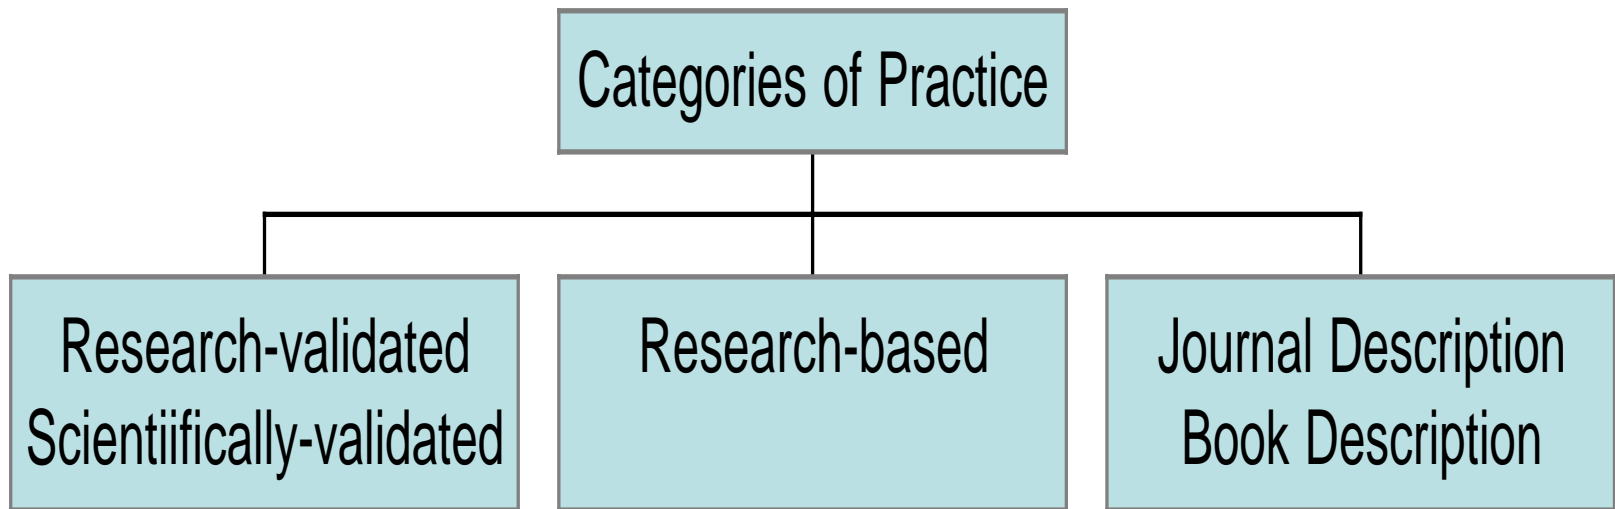 Categories of Practice
Research-validated
Scientiifically-validated
Research-based
Journal Description
Book Description